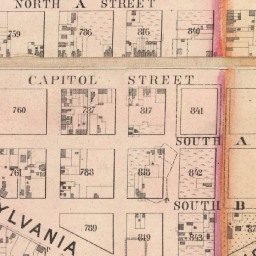 NORTH A STREET
759 786 816 840
CAPITOL STREET
760 787 817 841
SOUTH A
761 788 818 842
SOUTH B
789
819 843
YLVANIA